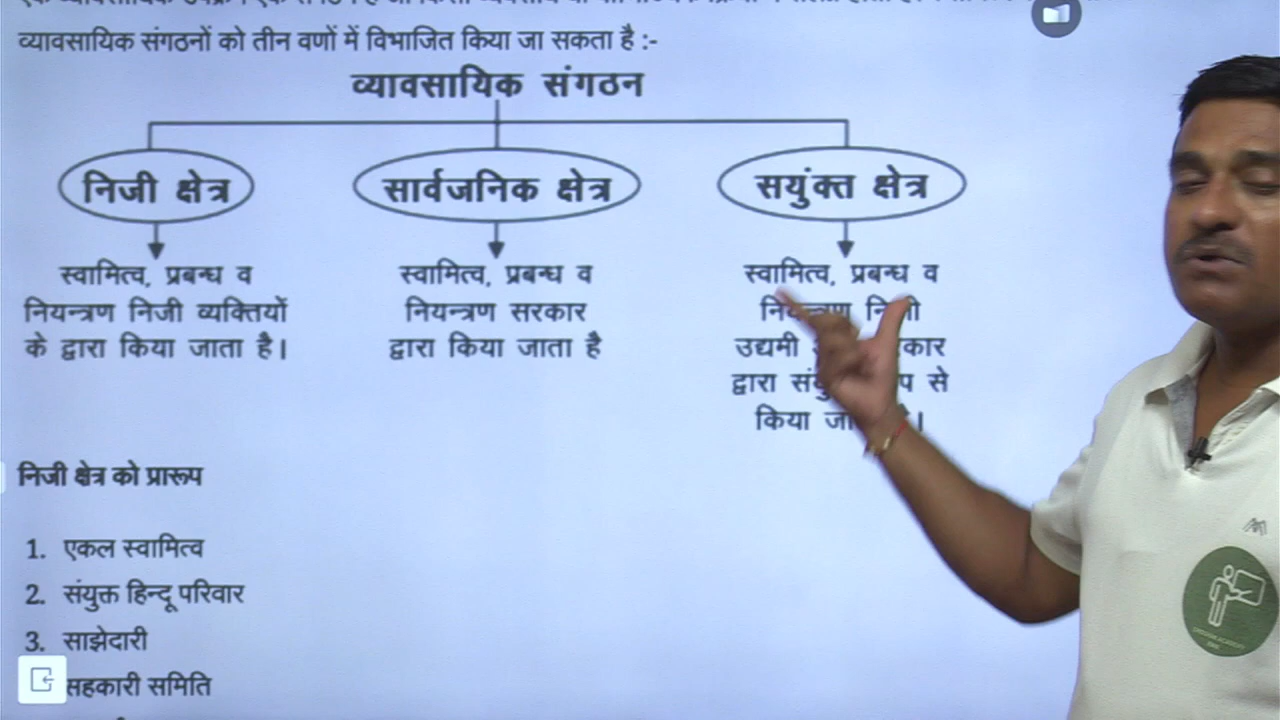 व्यावसायिक संगठनों को तीन वणों में विभाजित किया जा सकता है :-
व्यावसायिक संगठन
निजी क्षेत्र
सार्वजनिक क्षेत्र
सयुंक्त क्षेत्र
स्वामित्व, प्रबन्ध व
नियन्त्रण निजी व्यक्तियों
के द्वारा किया जाता है।
स्वामित्व, प्रबन्ध व
नियन्त्रण सरकार
द्वारा किया जाता है
स्वामित्व, प्रबन्ध व
उद्यमी
द्वारा से
किया
निजी क्षेत्र को प्रारूप
1. एकल स्वामित्व
2. संयुक्त हिन्दू परिवार
3. साझेदारी
सहकारी समिति